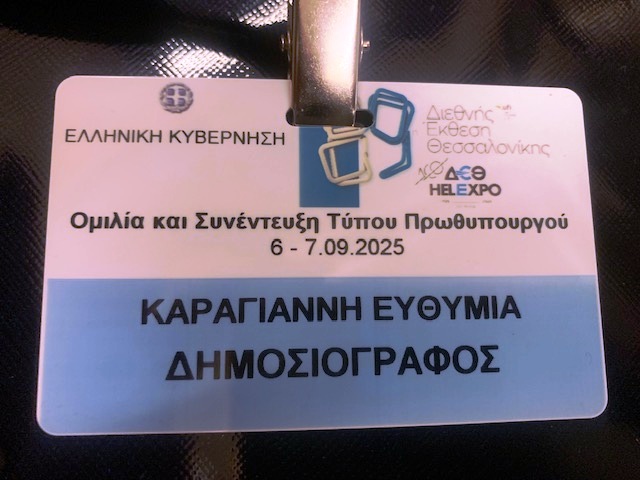 ΕΛΛΗΝΙΚΗ ΚΥΒΕΡΝΗΣΗ
89
Διεθνής
Έκθεση
Θεσσαλονίκης
ΔΕΘ
HELEXPO
Ομιλία και Συνέντευξη Τύπου Πρωθυπουργού
6 - 7.09.2025
ΚΑΡΑΓΙΑΝΝΗ ΕΥΘΥΜΙΑ
ΔΗΜΟΣΙΟΓΡΑΦΟΣ